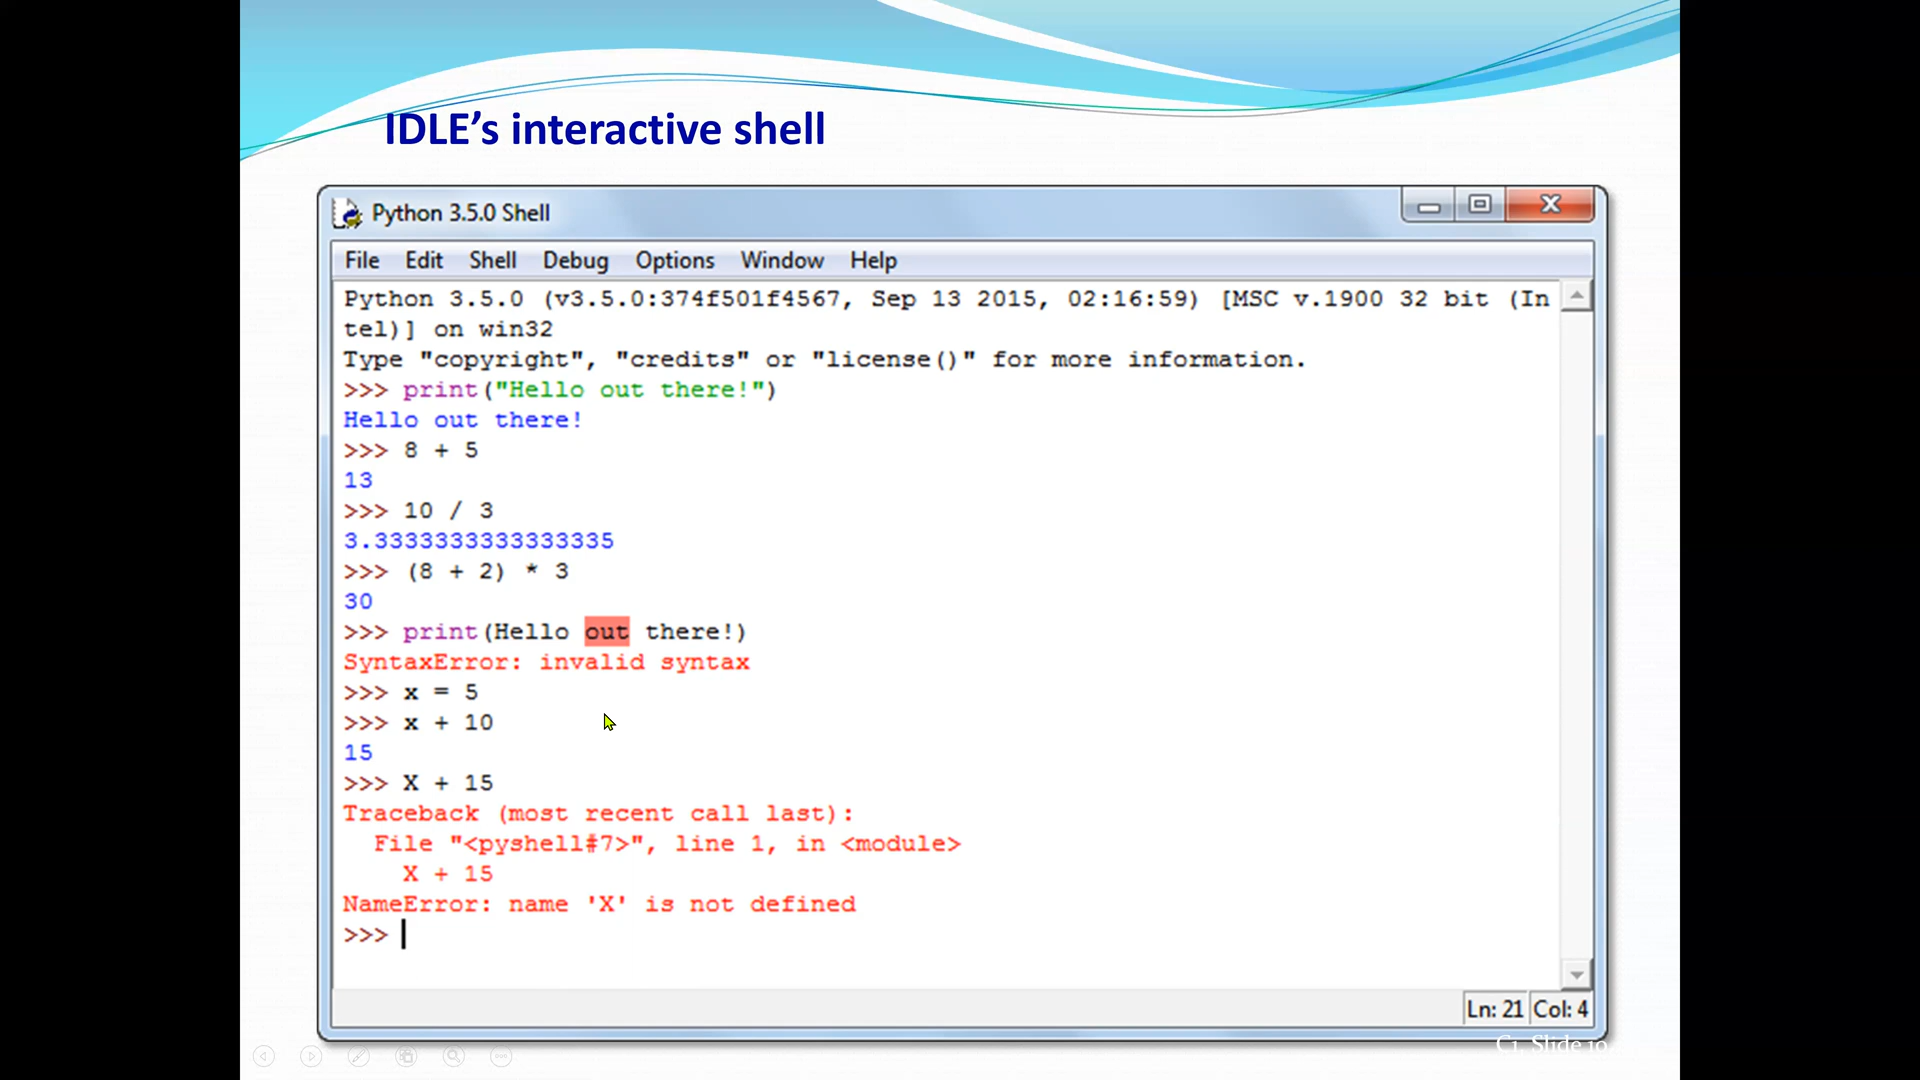 IDLE’s interactive shell
Python 3.5.0 Shell
File Edit Shell Debug Options Window Help
Python 3.5.0 (v3.5.0:374f501f4567, Sep 13 2015, 02:16:59) [MSC v.1900 32 bit (In
tel)] on win32
Type "copyright", "credits" or "license()" for more information.
>>> print("Hello out there!")
Hello out there!
>>> 8 + 5
13
>>> 10 / 3
3.3333333333333335
>>> (8 + 2) * 3
30
>>> print(Hello out there!)
SyntaxError: invalid syntax
>>> x = 5
>>> x + 10
15
>>> X + 15
Traceback (most recent call last):
  File "<pyshell#7>", line 1, in <module>
    X + 15
NameError: name 'X' is not defined
>>>
Ln: 21 Col: 4
C1, Slide 10